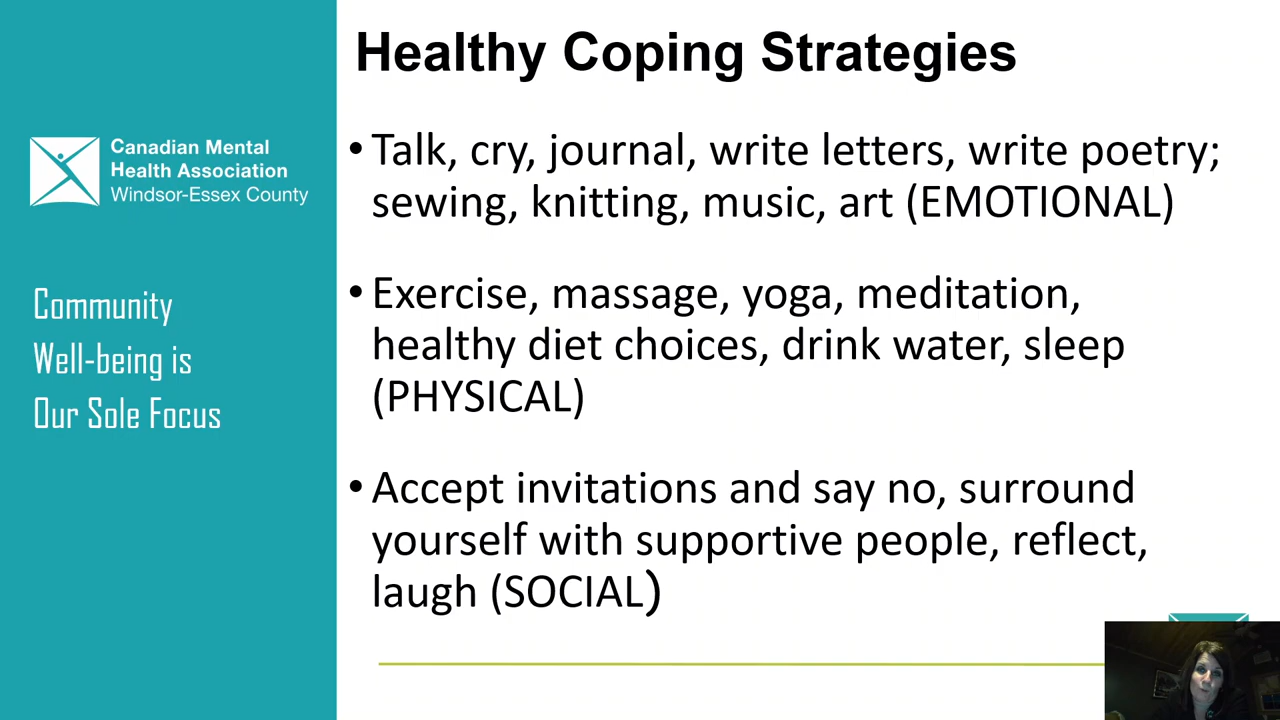 Healthy Coping Strategies
Canadian Mental
Health Association
Windsor-Essex County
Community
Well-being is
Our Sole Focus
• Talk, cry, journal, write letters, write poetry;
sewing, knitting, music, art (EMOTIONAL)
• Exercise, massage, yoga, meditation,
healthy diet choices, drink water, sleep
(PHYSICAL)
• Accept invitations and say no, surround
yourself with supportive people, reflect,
laugh (SOCIAL)